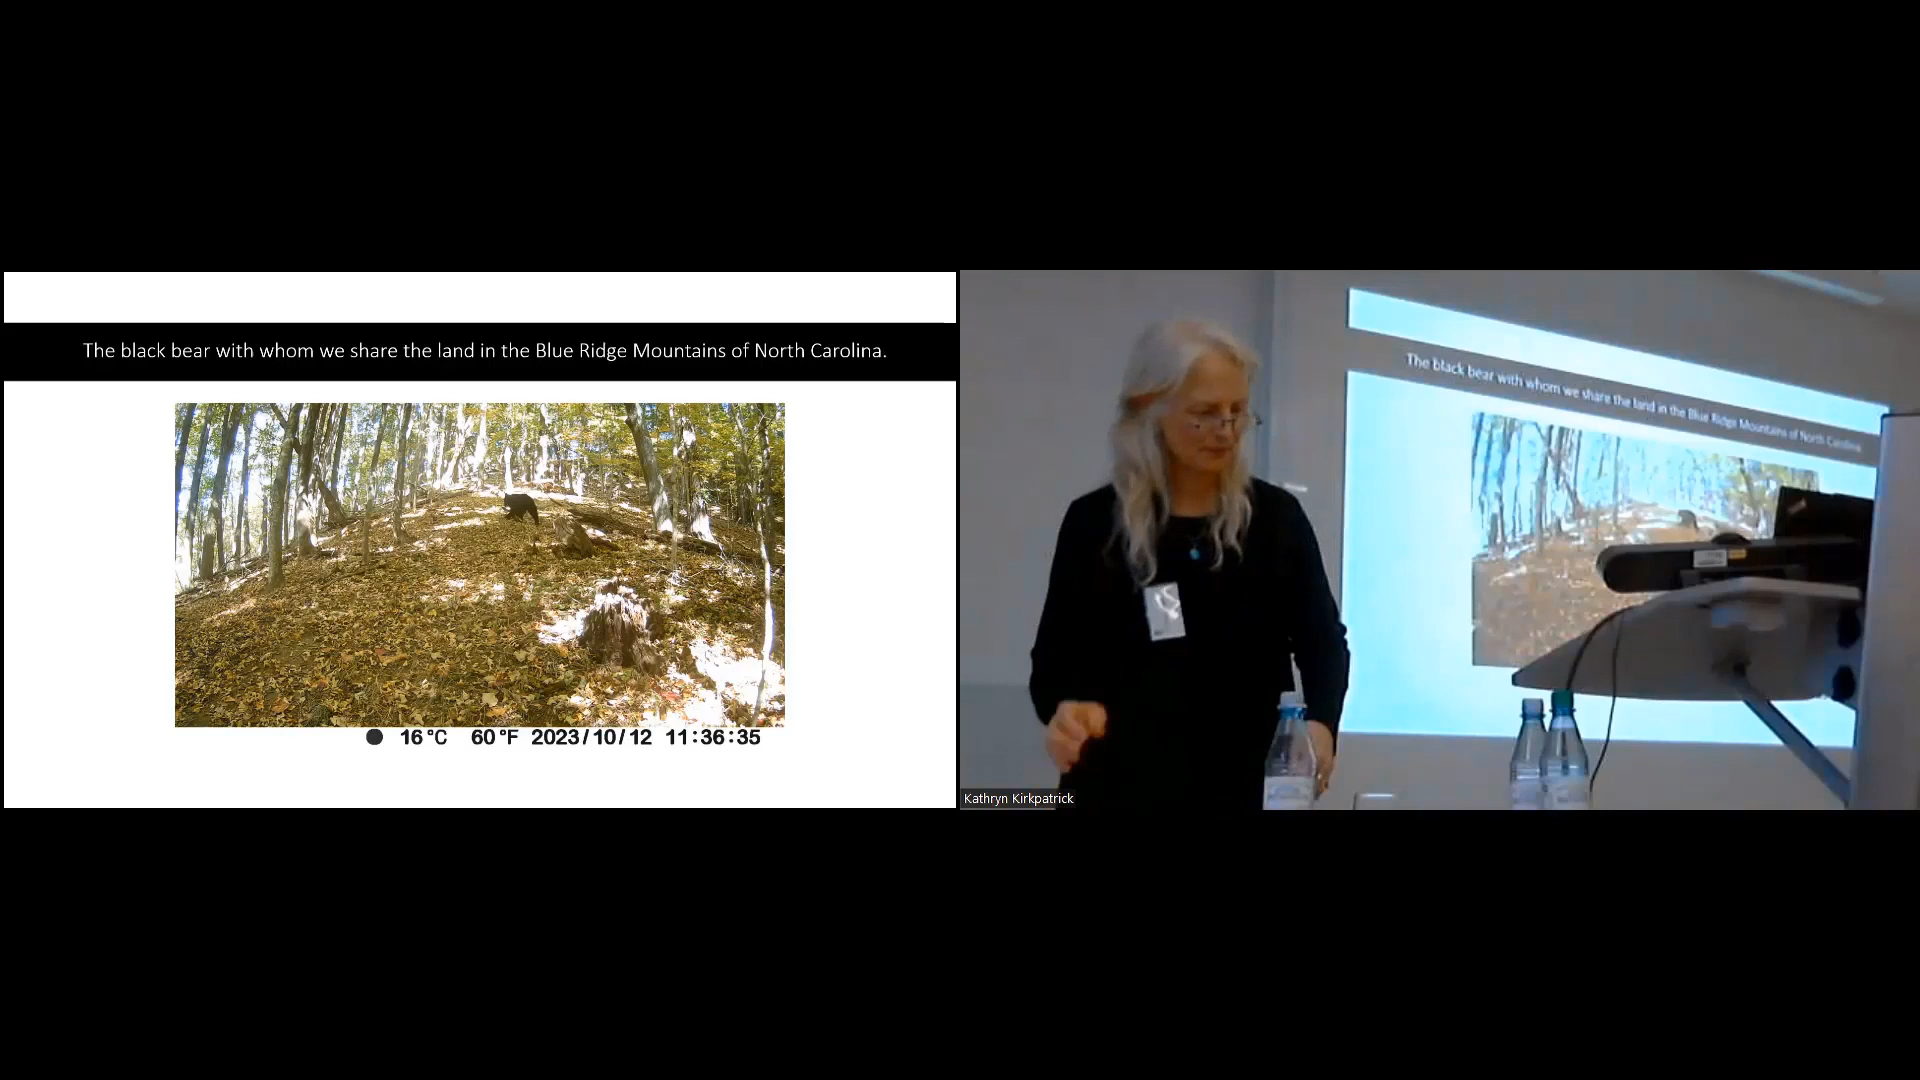 The black bear with whom we share the land in the Blue Ridge Mountains of North Carolina.
16°C 60°F 2023/10/12 11:36:35
The black bear with whom we share the land in the Blue Ridge Mountains of North Carolina
Kathryn Kirkpatrick